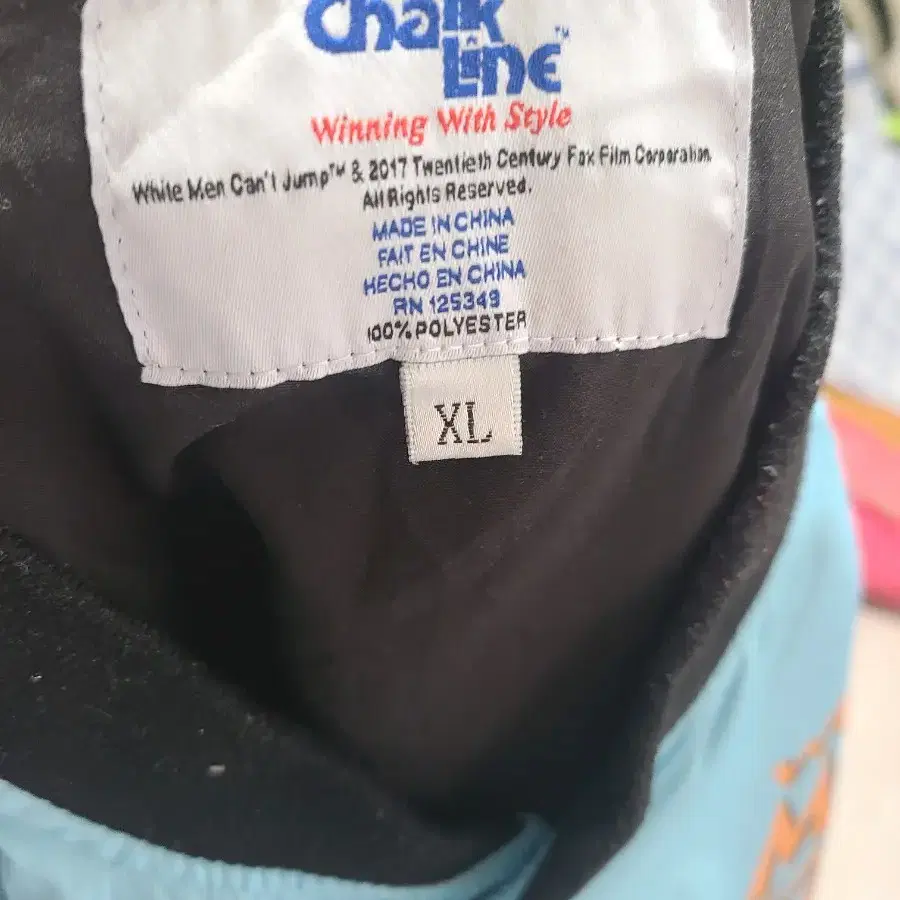 Chalk
Line™
Winning With Style
White Men Can't Jump™ & 2017 Twentieth Century Fox Film Corporation.
All Rights Reserved.
MADE IN CHINA
FAIT EN CHINE
HECHO EN CHINA
RN 125349
100% POLYESTER
XL